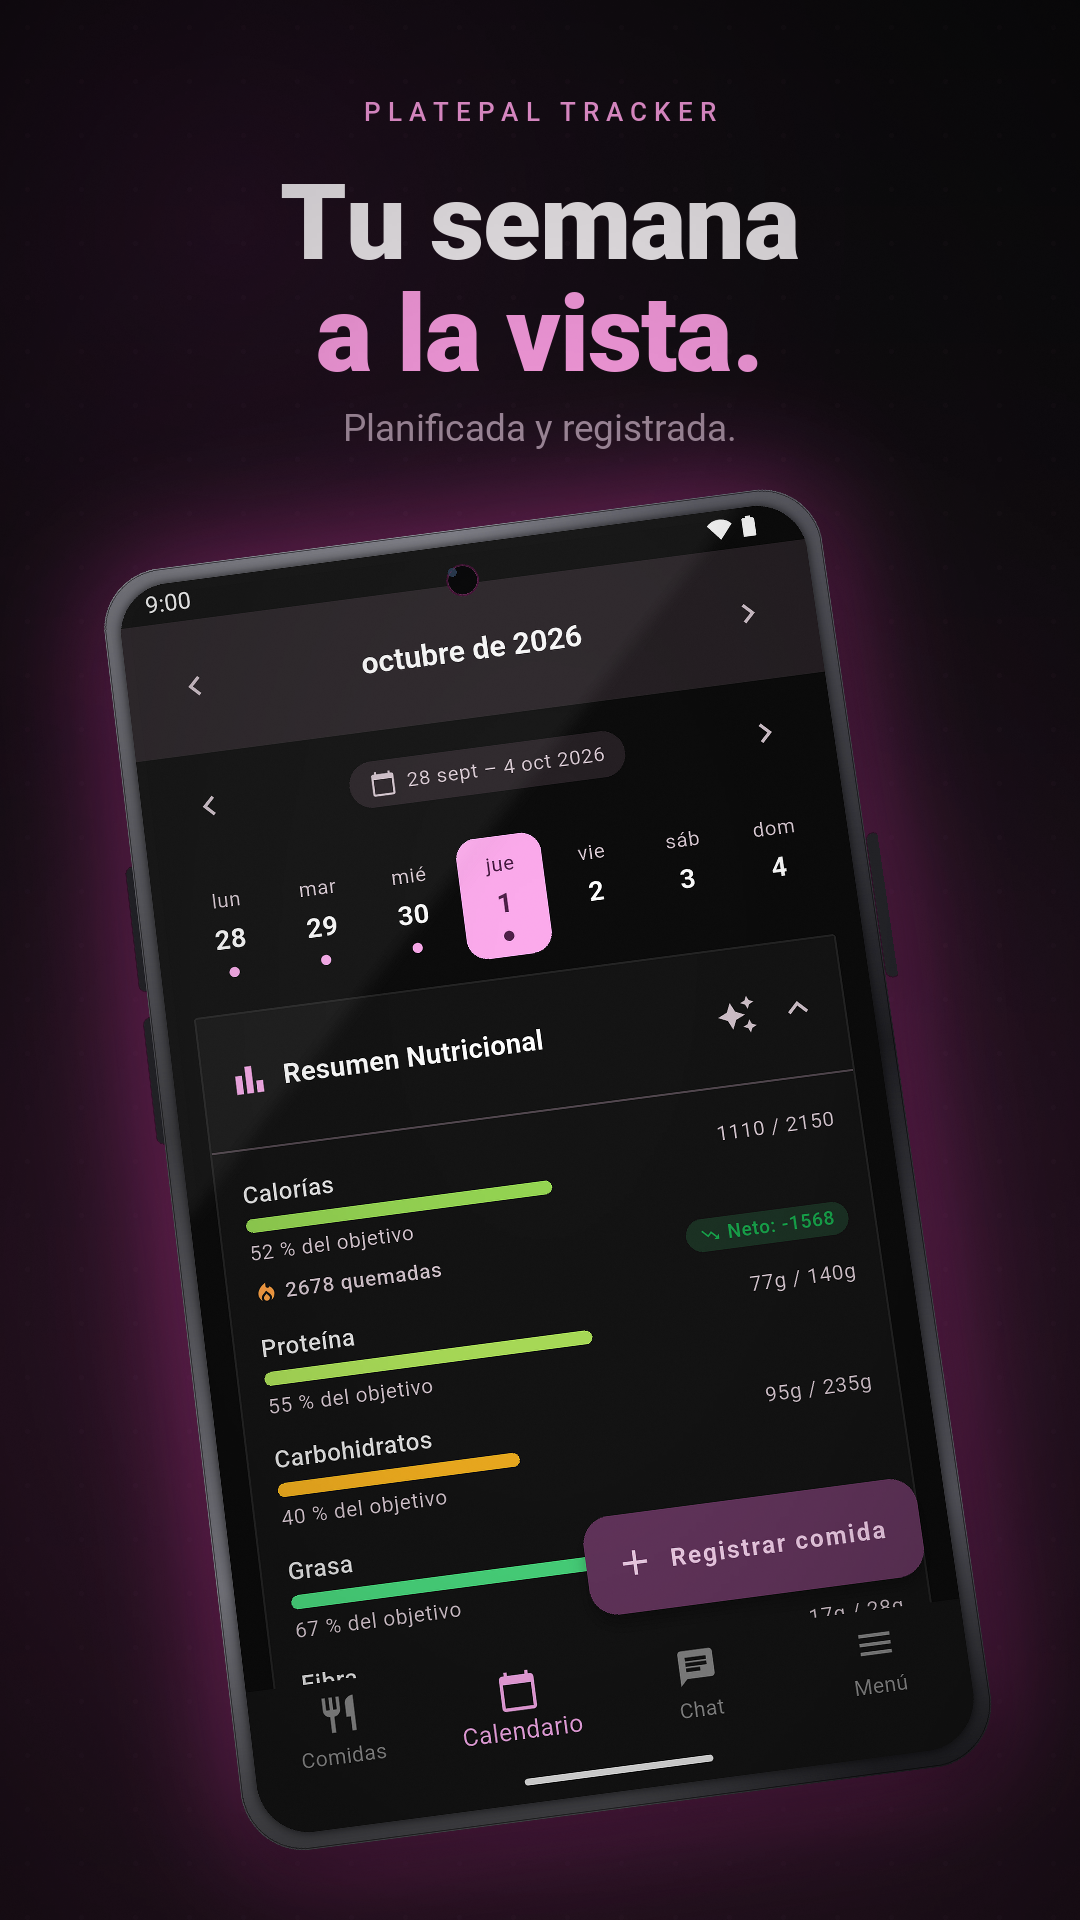 PLATEPAL TRACKER
Tu semana
a la vista.
Planificada y registrada.
9:00
octubre de 2026
28 sept – 4 oct 2026
lun mar mié jue vie sáb dom
28 29 30 1 2 3 4
Resumen Nutricional
1110 / 2150
Calorías
52 % del objetivo
Neto: -1568
2678 quemadas
77g / 140g
Proteína
55 % del objetivo
95g / 235g
Carbohidratos
40 % del objetivo
Grasa
Registrar comida
67 % del objetivo
17g / 28g
Fibra
Comidas
Calendario
Chat
Menú